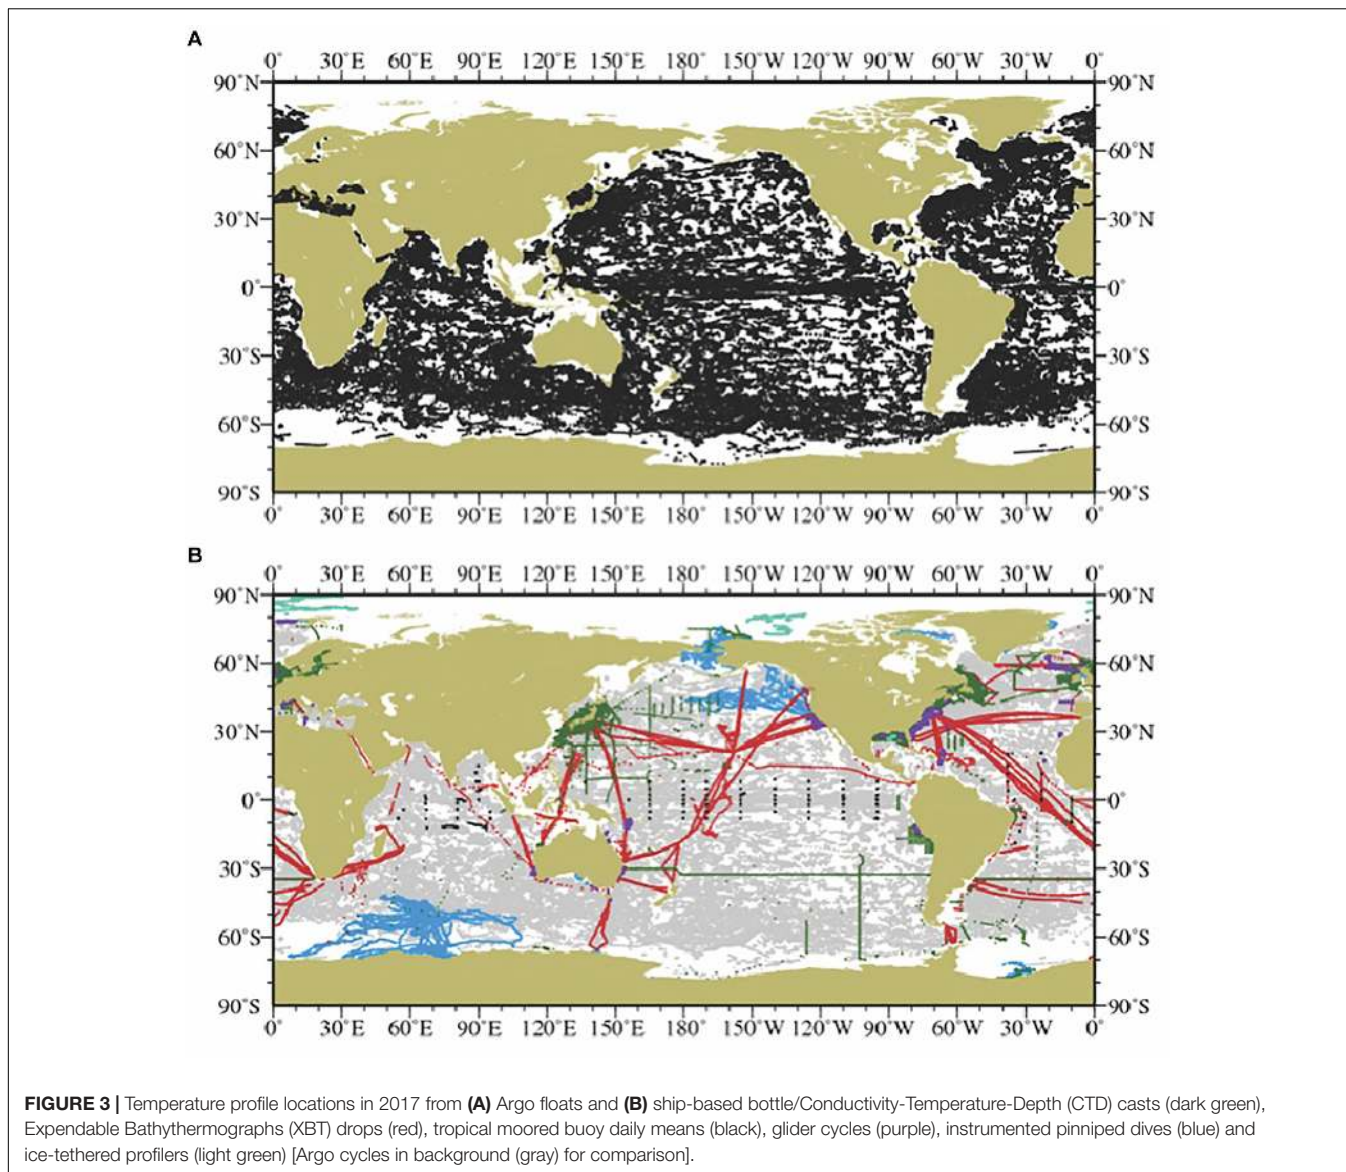 A
0° 30°E 60°E 90°E 120°E 150°E 180° 150°W 120°W 90°W 60°W 30°W 0°
90°N 90°N
60°N 60°N
30°N 30°N
0° 0°
30°S 30°S
60°S 60°S
90°S 90°S
0° 30°E 60°E 90°E 120°E 150°E 180° 150°W 120°W 90°W 60°W 30°W 0°
B
0° 30°E 60°E 90°E 120°E 150°E 180° 150°W 120°W 90°W 60°W 30°W 0°
90°N 90°N
60°N 60°N
30°N 30°N
0° 0°
30°S 30°S
60°S 60°S
90°S 90°S
0° 30°E 60°E 90°E 120°E 150°E 180° 150°W 120°W 90°W 60°W 30°W 0°
FIGURE 3 | Temperature profile locations in 2017 from (A) Argo floats and (B) ship-based bottle/Conductivity-Temperature-Depth (CTD) casts (dark green),
Expendable Bathythermographs (XBT) drops (red), tropical moored buoy daily means (black), glider cycles (purple), instrumented pinniped dives (blue) and
ice-tethered profilers (light green) [Argo cycles in background (gray) for comparison].